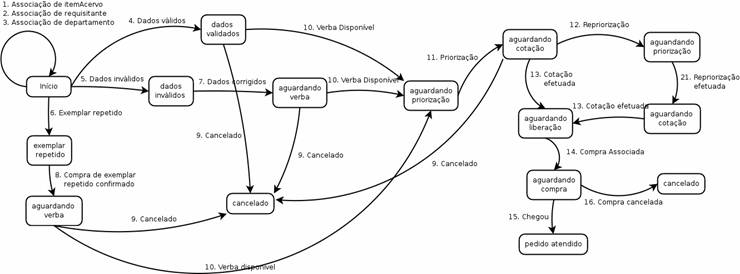 1. Associação de itemAcervo
2. Associação de requisitante
3. Associação de departamento
4. Dados válidos
dados
validados
10. Verba Disponível
Início
5. Dados inválidos
dados
inválidos
7. Dados corrigidos
aguardando
verba
10. Verba Disponível
aguardando
priorização
11. Priorização
6. Exemplar repetido
exemplar
repetido
8. Compra de exemplar
repetido confirmado
aguardando
verba
9. Cancelado
9. Cancelado
9. Cancelado
9. Cancelado
cancelado
10. Verba disponível
aguardando
cotação
12. Repriorização
aguardando
priorização
13. Cotação
efetuada
21. Repriorização
efetuada
aguardando
liberação
13. Cotação efetuada
aguardando
cotação
14. Compra Associada
aguardando
compra
cancelado
16. Compra cancelada
15. Chegou
pedido atendido